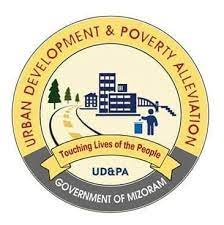 URBAN DEVELOPMENT & POVERTY ALLEVIATION
Touching Lives of the People
UD&PA
GOVERNMENT OF MIZORAM